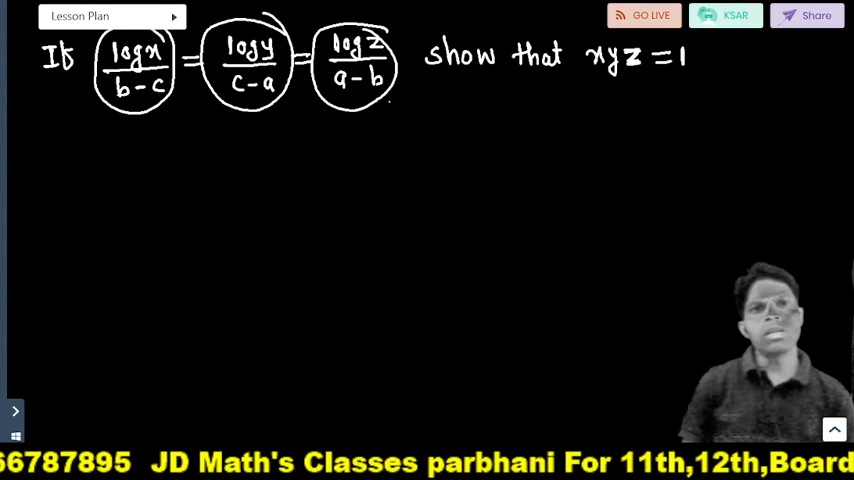 Lesson Plan
GO LIVE
KSAR
Share
If logx/b-c = logy/c-a = logz/a-b show that xyz = 1
66787895 JD Math's Classes parbhani For 11th,12th,Board